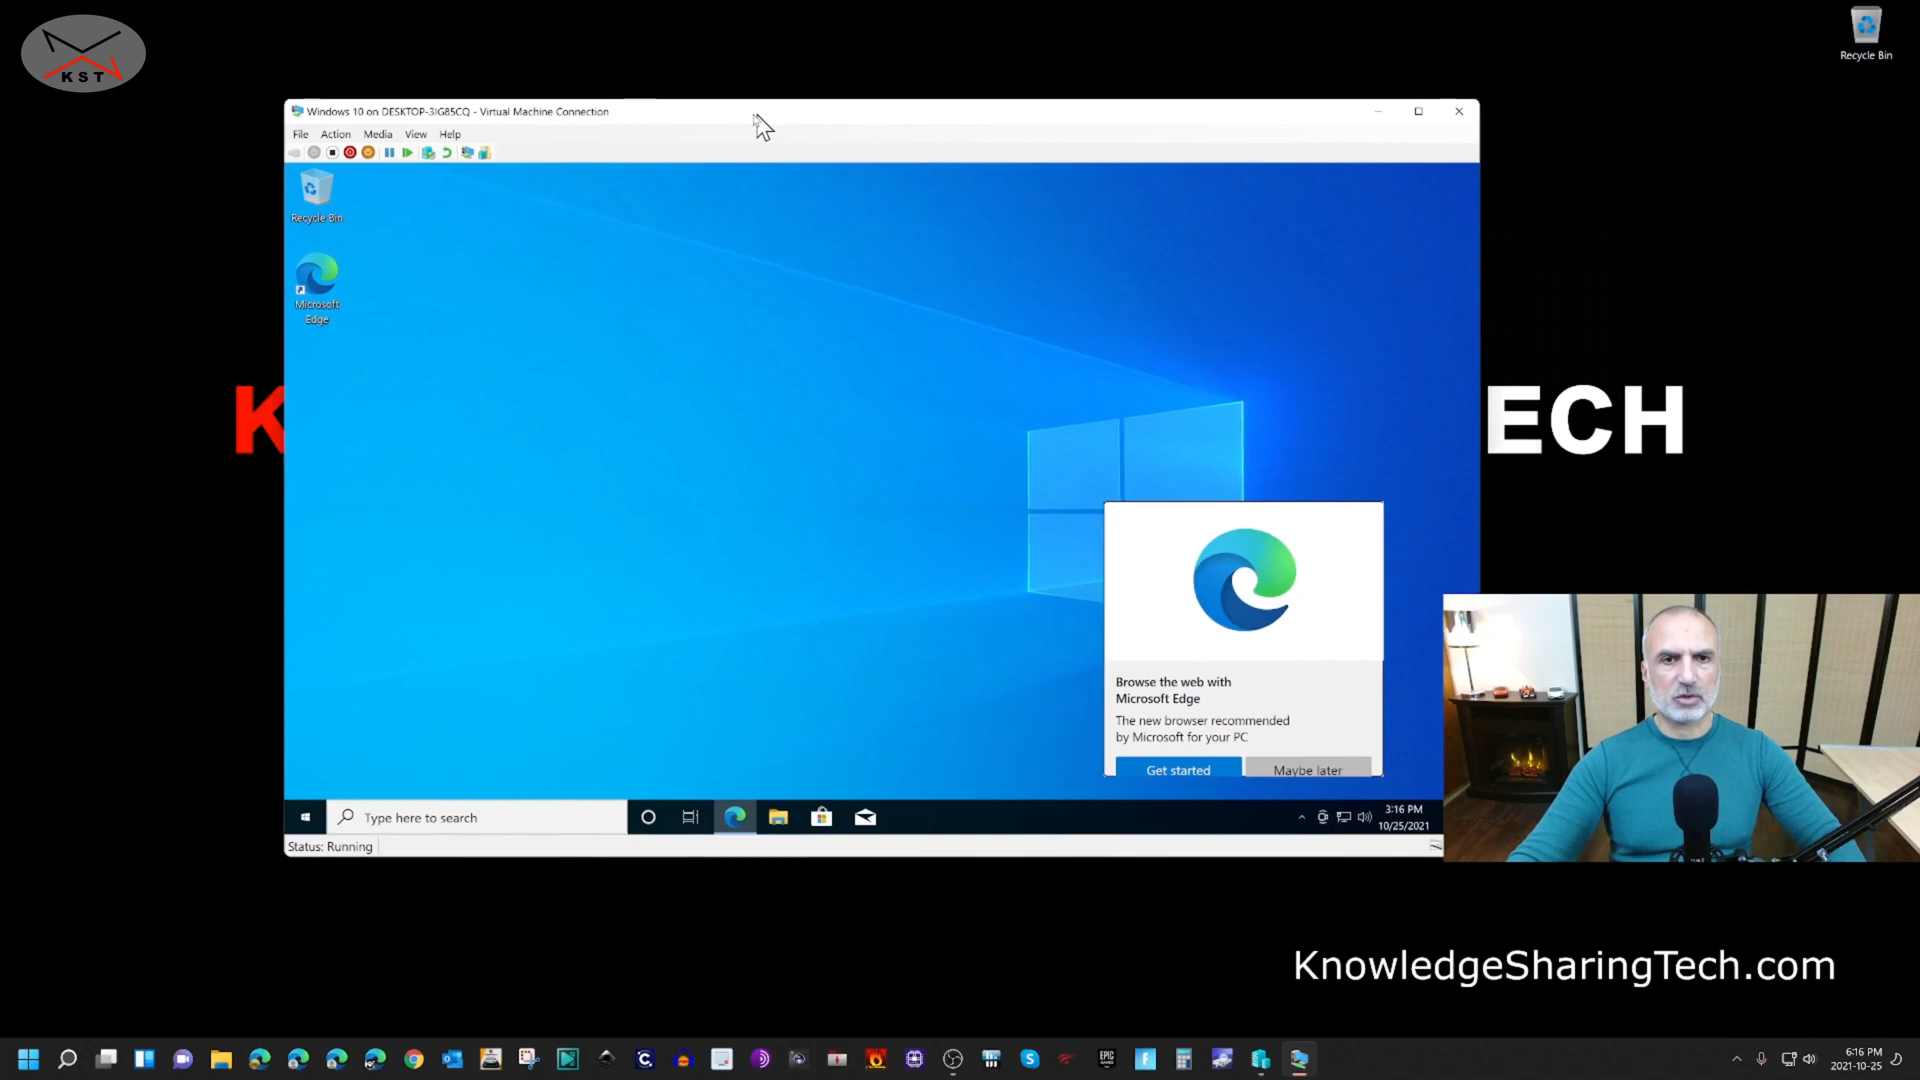 KST
Recycle Bin
Windows 10 on DESKTOP-3IG85CQ - Virtual Machine Connection
File Action Media View Help
Recycle Bin
Microsoft
Edge
K
ECH
Browse the web with
Microsoft Edge
The new browser recommended
by Microsoft for your PC
Get started Maybe later
Type here to search
3:16 PM
10/25/2021
Status: Running
KnowledgeSharingTech.com
EPIC
6:16 PM
2021-10-25